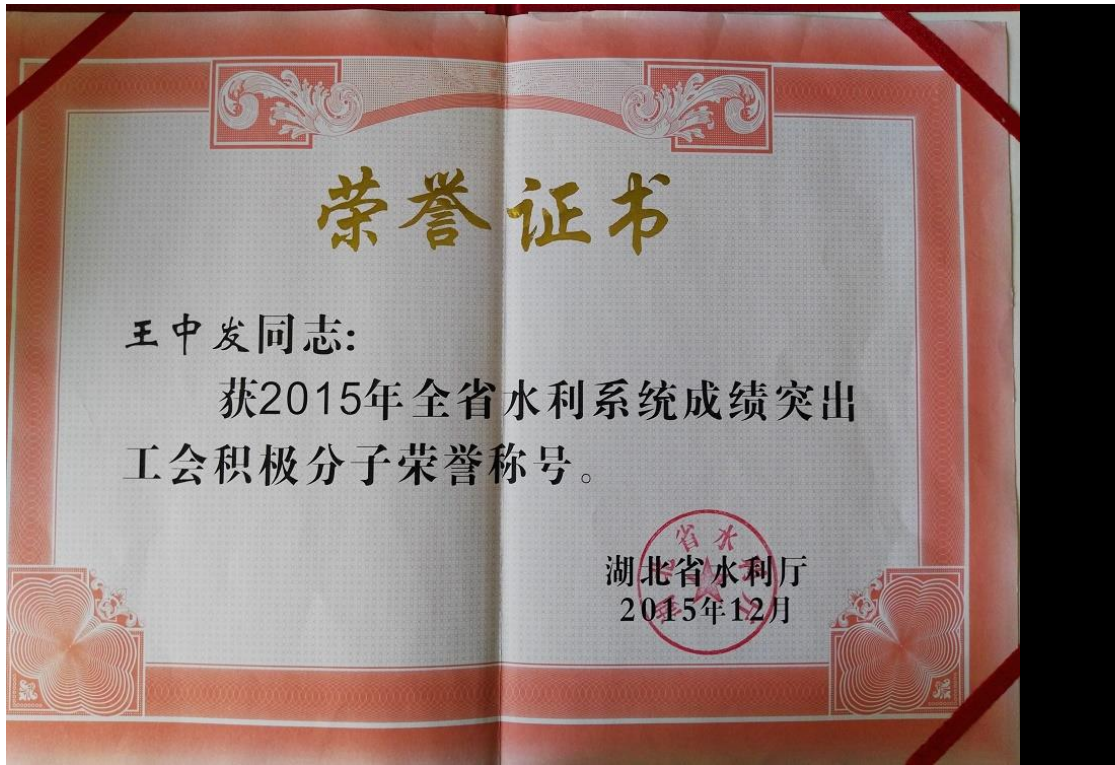 荣誉证书
王中发同志:
获2015年全省水利系统成绩突出
工会积极分子荣誉称号。
湖北省水利厅
2015年12月